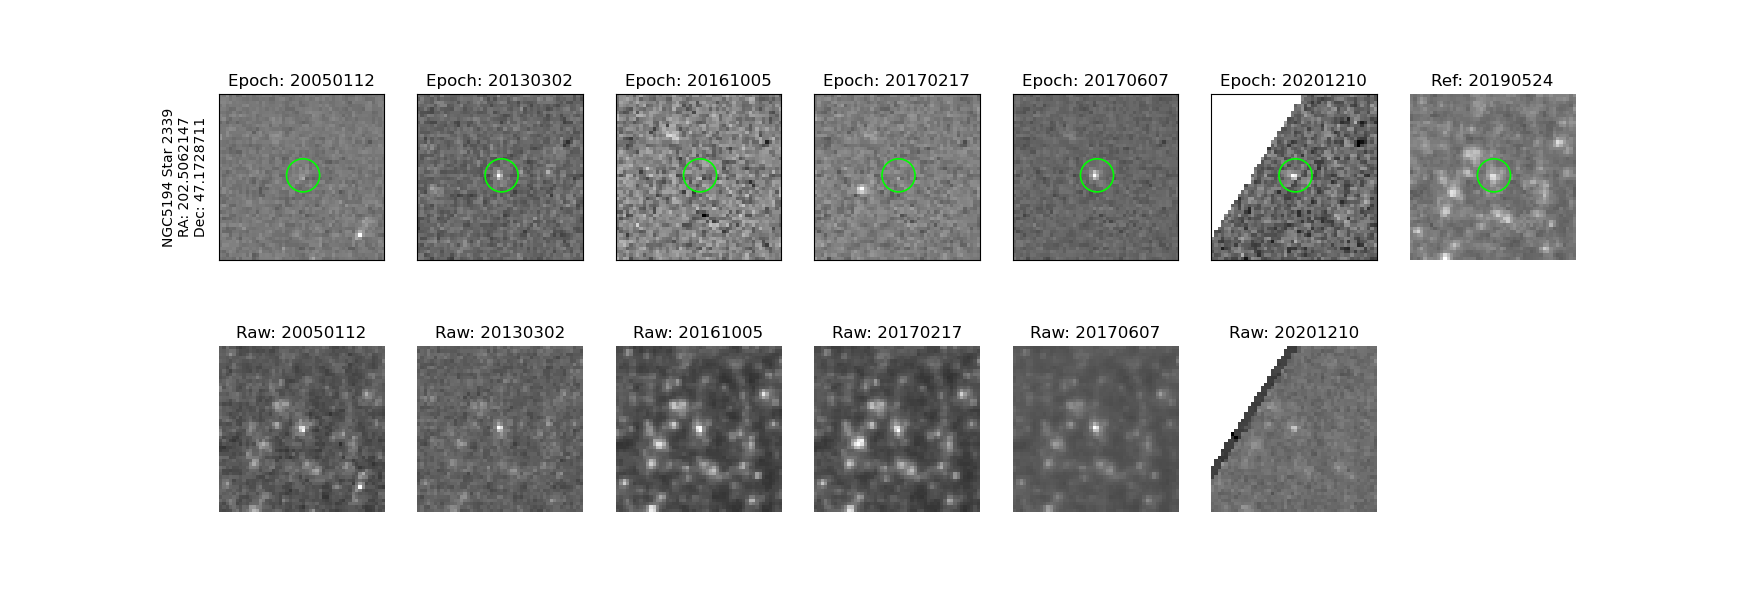 Epoch: 20050112
Epoch: 20130302
Epoch: 20161005
Epoch: 20170217
Epoch: 20170607
Epoch: 20201210
Ref: 20190524
NGC5194 Star 2339
RA: 202.5062147
Dec: 47.1728711
Raw: 20050112
Raw: 20130302
Raw: 20161005
Raw: 20170217
Raw: 20170607
Raw: 20201210